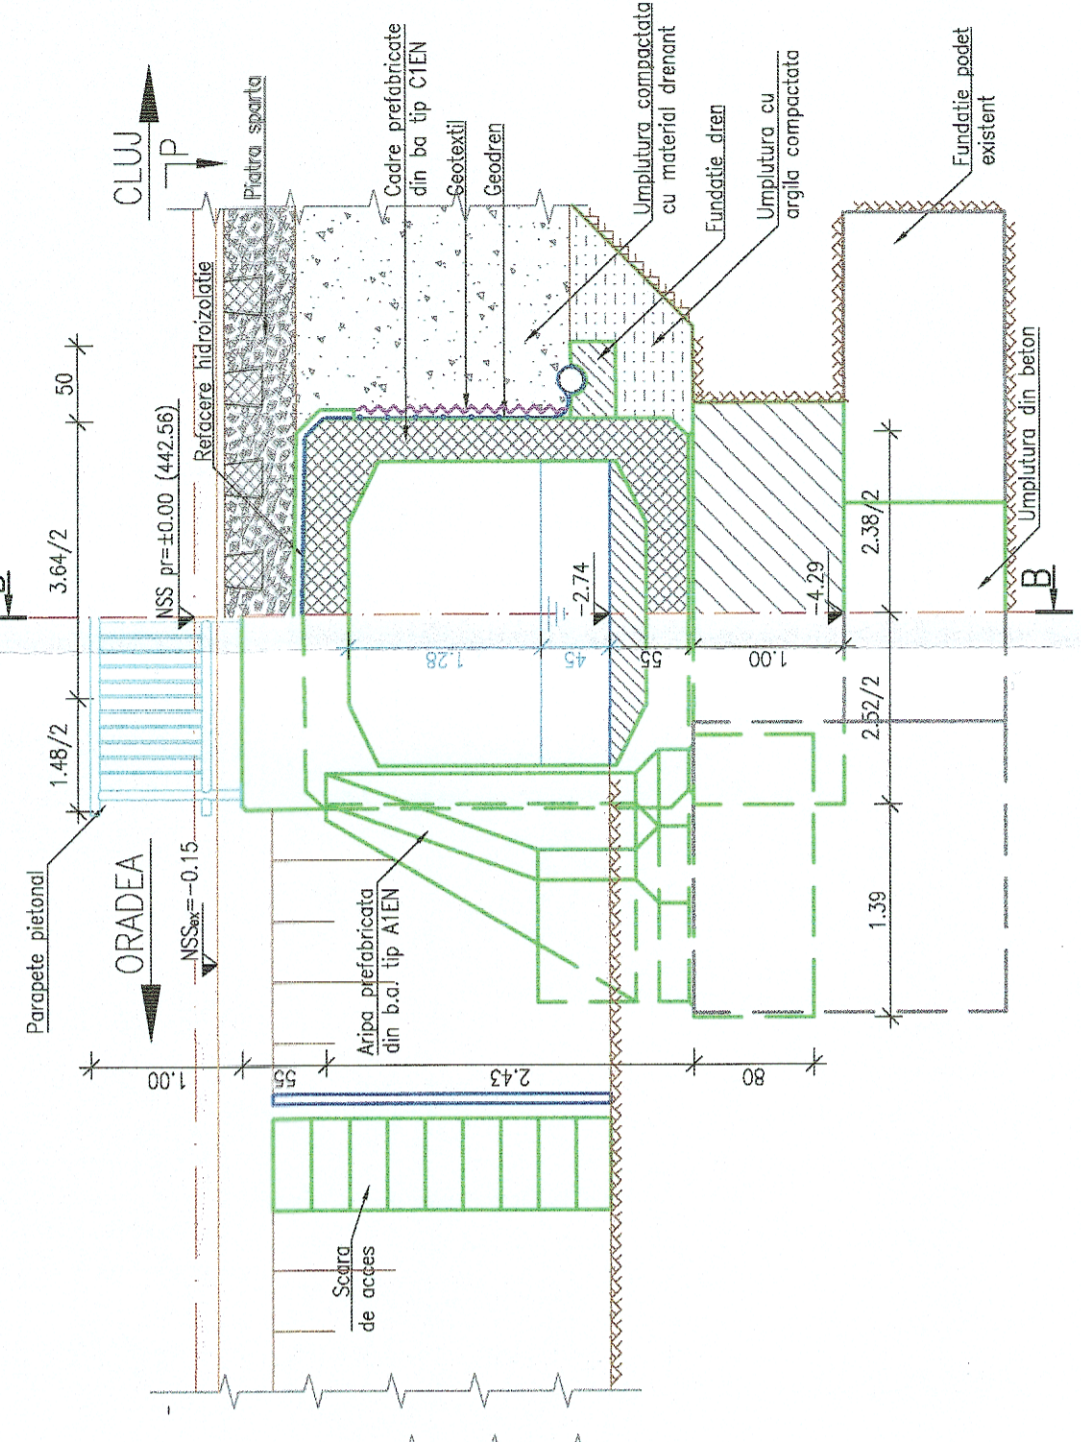 CLUJ
P
Piatra sparta
Refacere hidroizolatie
Cadre prefabricate
din ba tip C1EN
Geotextil
Geodren
Umplutura compactata
cu material drenant
Fundatie dren
Umplutura cu
argila compactata
Fundatie podet
existent
Umplutura din beton
50
3.64/2
1.48/2
NSS pr=±0.00 (442.56)
-2.74
-4.29
B
2.38/2
2.52/2
1.39
1.28
45
55
1.00
Parapete pietonal
ORADEA
NSSex=-0.15
Aripa prefabricata
din b.a. tip A1EN
1.00
55
2.43
80
Scara
de acces